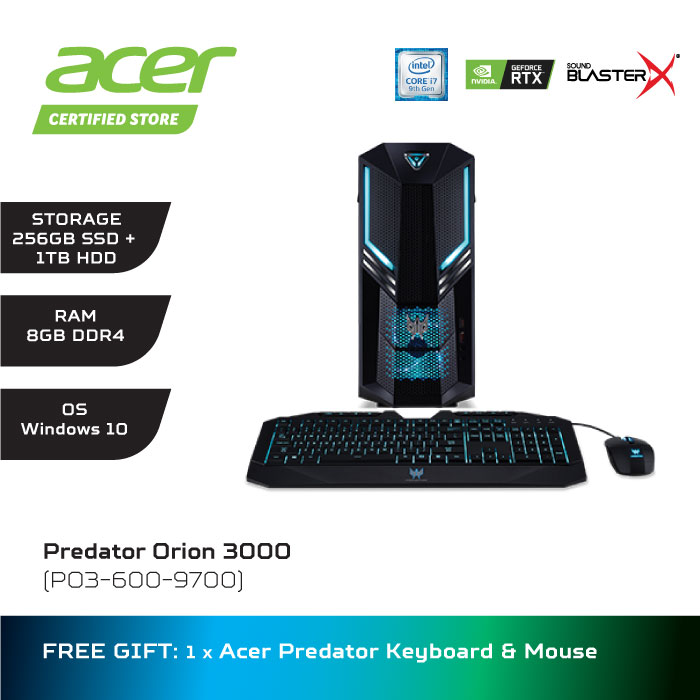 acer
CERTIFIED STORE
intel
CORE i7
9th Gen
NVIDIA.
GEFORCE
RTX
SOUND
BLASTERX
STORAGE
256GB SSD +
1TB HDD
RAM
8GB DDR4
OS
Windows 10
Predator Orion 3000
(PO3-600-9700)
FREE GIFT: 1 x Acer Predator Keyboard & Mouse